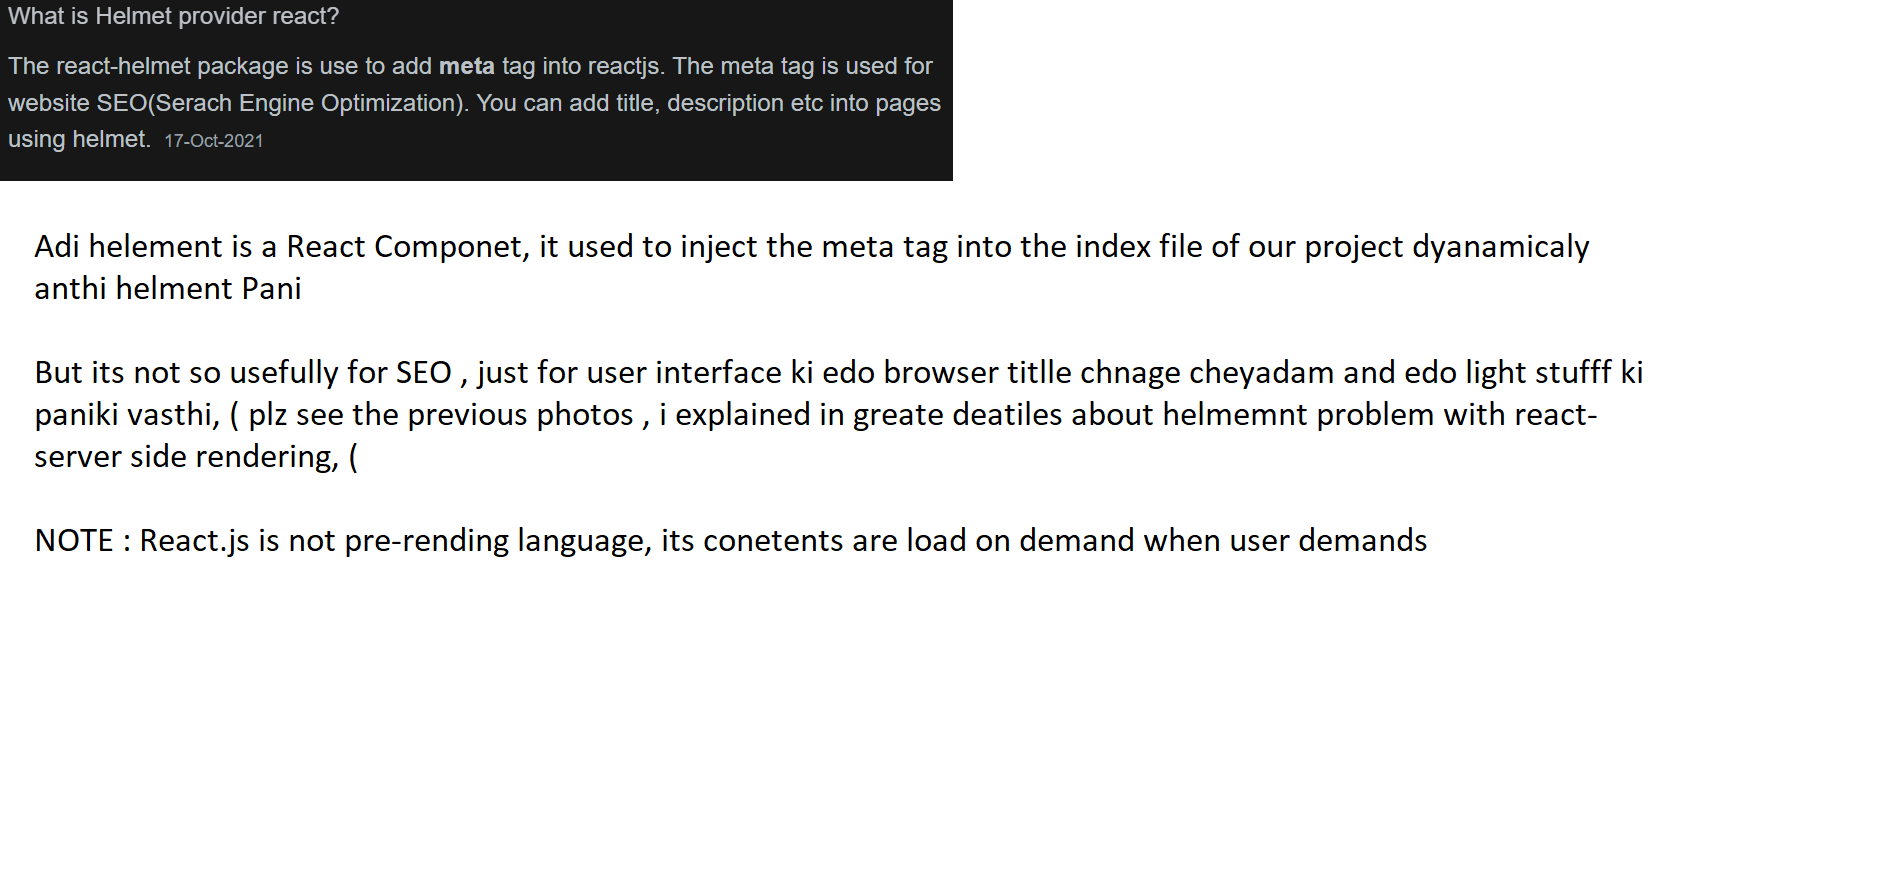 What is Helmet provider react?
The react-helmet package is use to add meta tag into reactjs. The meta tag is used for
website SEO(Serach Engine Optimization). You can add title, description etc into pages
using helmet. 17-Oct-2021
Adi helement is a React Componet, it used to inject the meta tag into the index file of our project dyanamicaly
anthi helment Pani
But its not so usefully for SEO , just for user interface ki edo browser titlle chnage cheyadam and edo light stufff ki
paniki vasthi, ( plz see the previous photos , i explained in greate deatiles about helmemnt problem with react-
server side rendering, (
NOTE : React.js is not pre-rending language, its conetents are load on demand when user demands